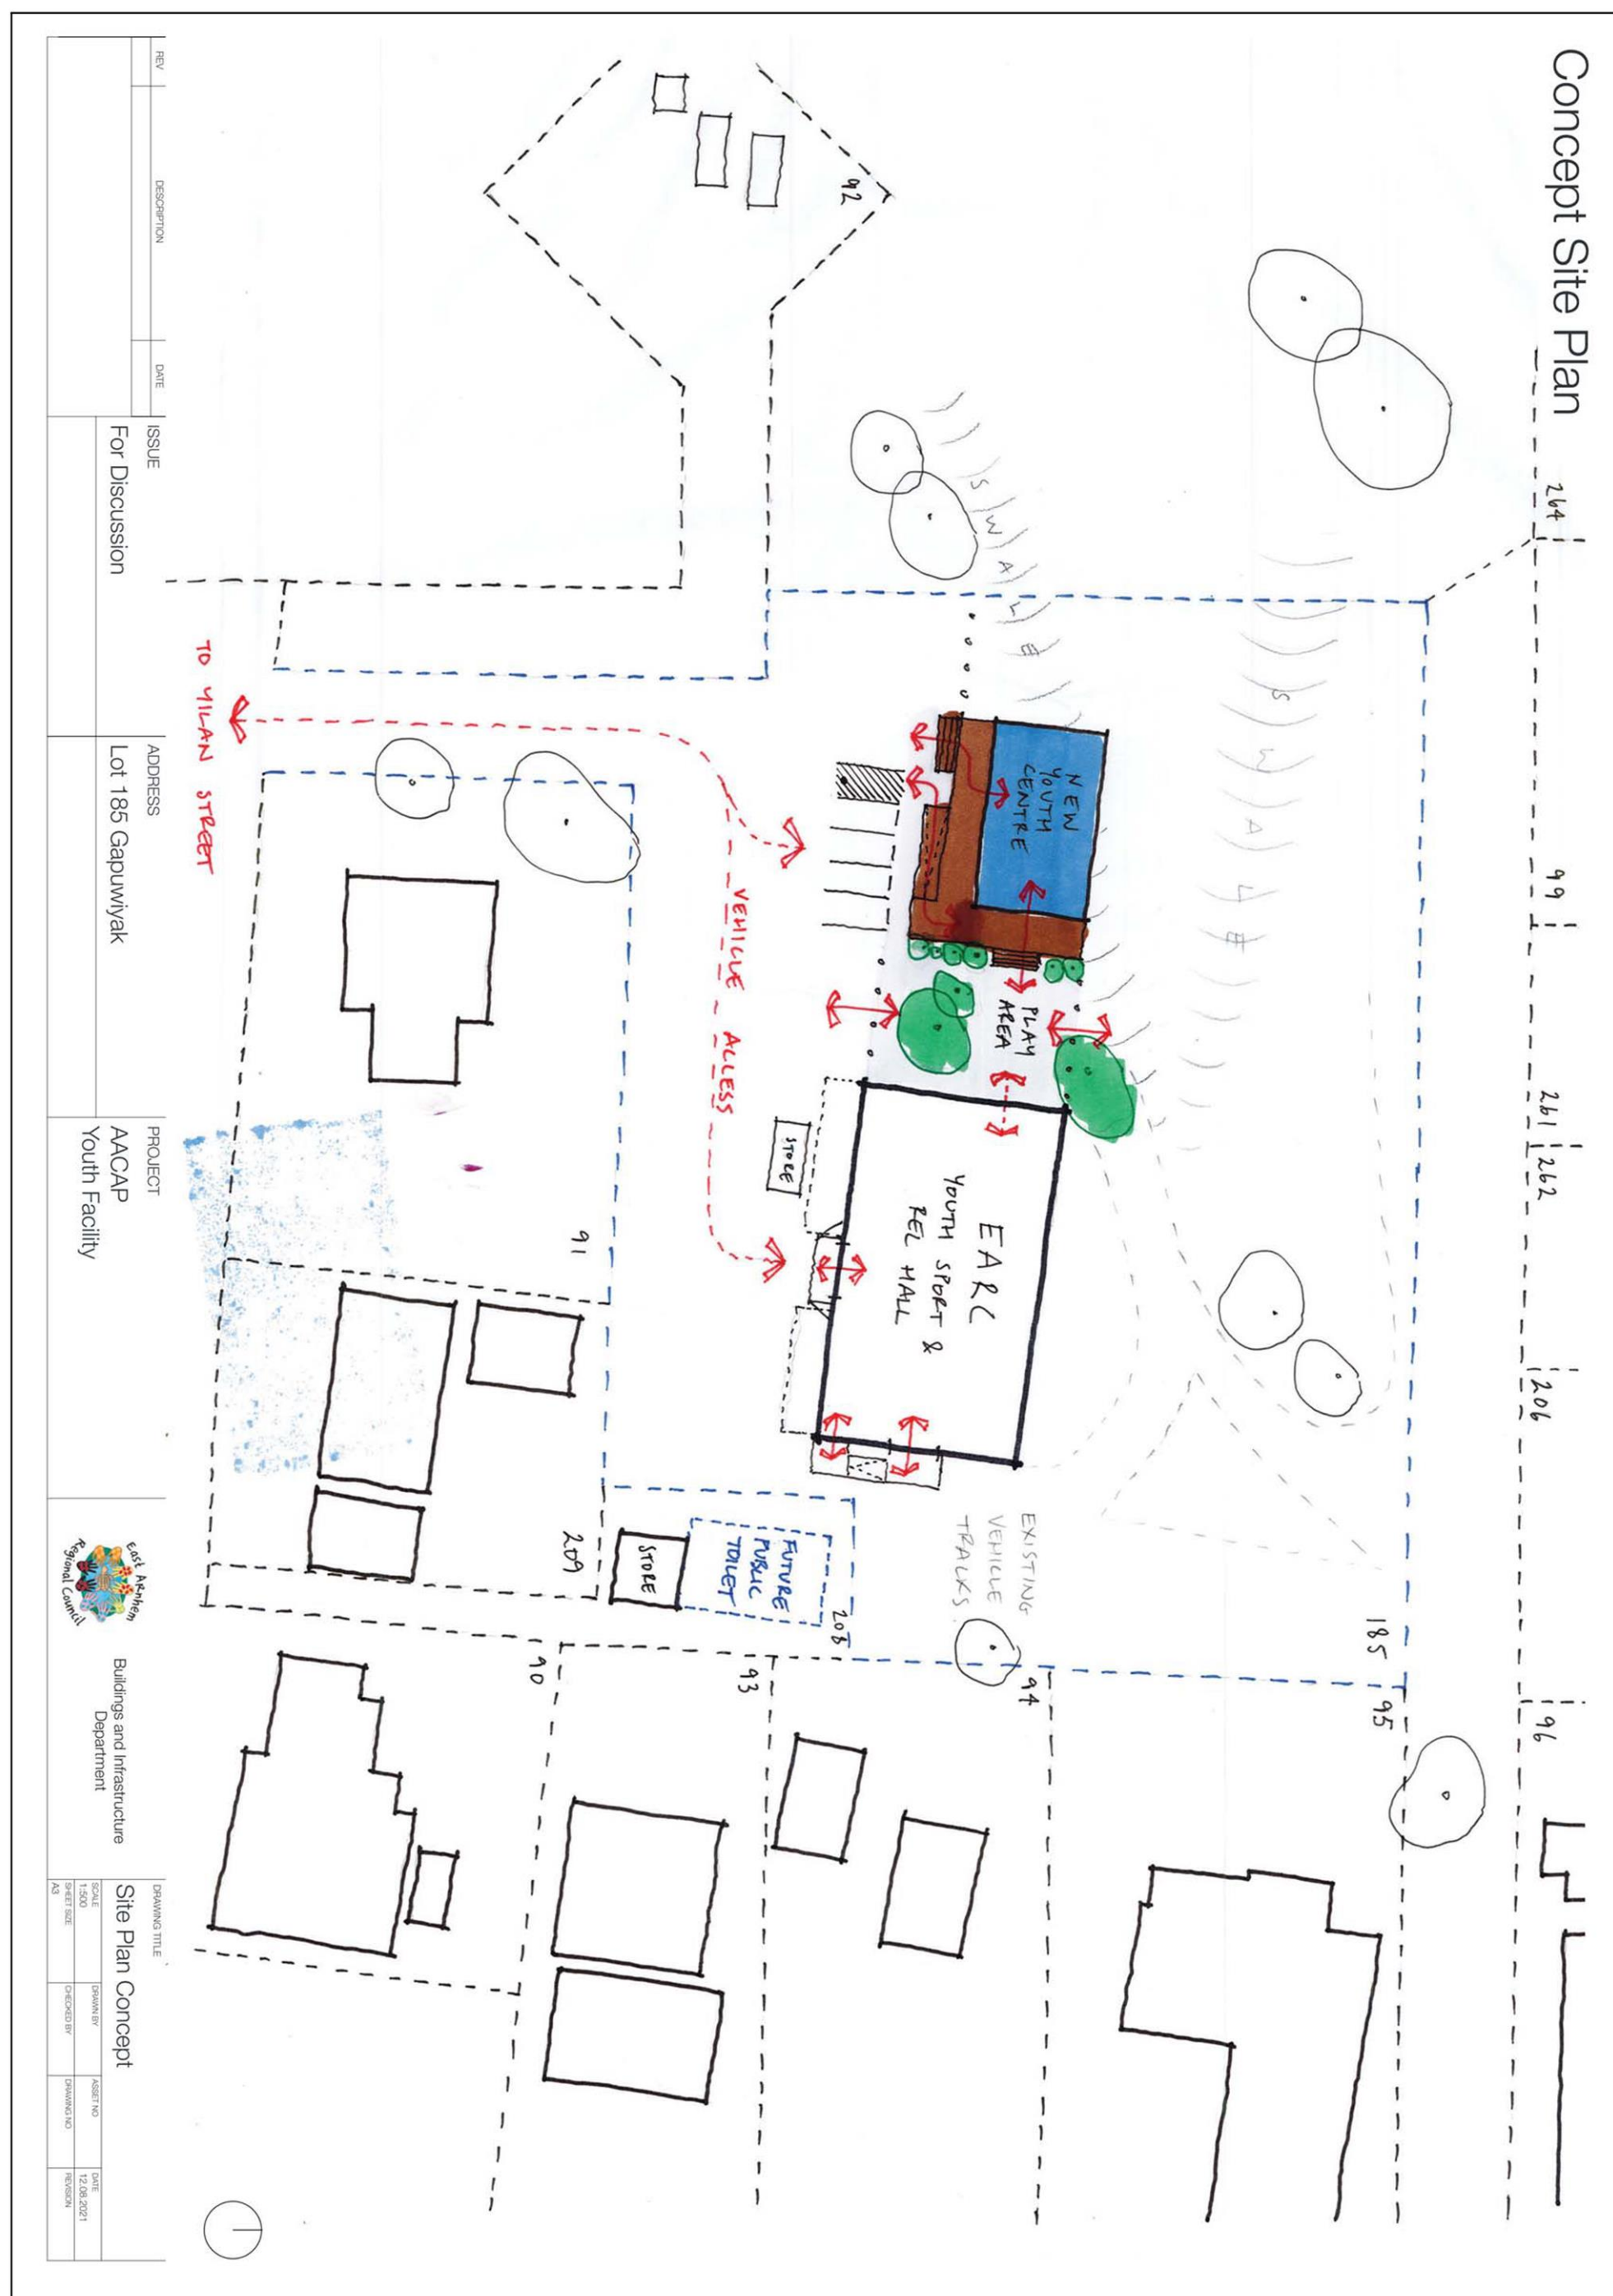 Concept Site Plan
264
99
261
262
206
96
92
SWALE
SWALE
NEW
YOUTH
CENTRE
PLAY
AREA
EARC
YOUTH SPORT &
REC HALL
STORE
VEHICLE ACCESS
TO YILAN STREET
EXISTING
VEHICLE
TRACKS
185
95
94
208
FUTURE
PUBLIC
TOILET
STORE
91
209
93
90
REV
DESCRIPTION
DATE
ISSUE
For Discussion
ADDRESS
Lot 185 Gapuwiyak
PROJECT
AACAP
Youth Facility
East Arnhem
Regional Council
Buildings and Infrastructure
Department
DRAWING TITLE
Site Plan Concept
SCALE
1:500
DRAWN BY
ASSET NO
DATE
12.08.2021
SHEET SIZE
A3
CHECKED BY
DRAWING NO
REVISION